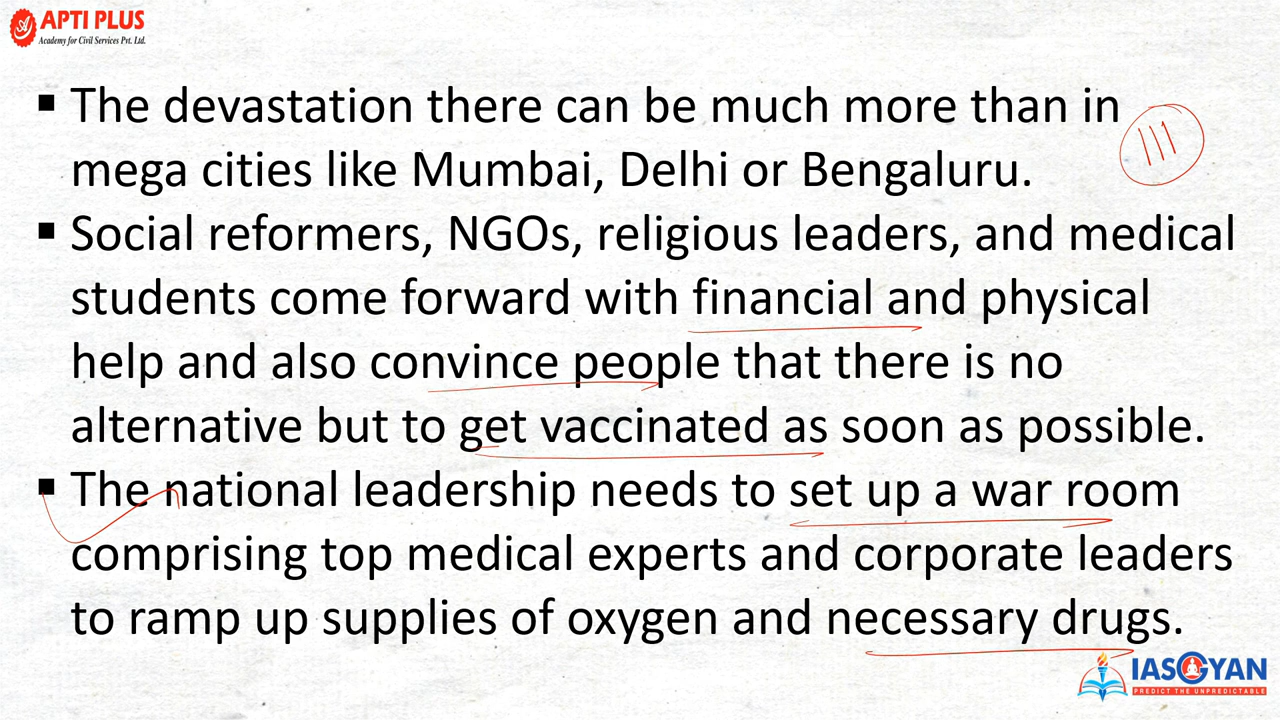 APTI PLUS
Academy for Civil Services Pvt. Ltd.
▪ The devastation there can be much more than in
mega cities like Mumbai, Delhi or Bengaluru.
▪ Social reformers, NGOs, religious leaders, and medical
students come forward with financial and physical
help and also convince people that there is no
alternative but to get vaccinated as soon as possible.
▪ The national leadership needs to set up a war room
comprising top medical experts and corporate leaders
to ramp up supplies of oxygen and necessary drugs.
IASGYAN
PREDICT THE UNPREDICTABLE